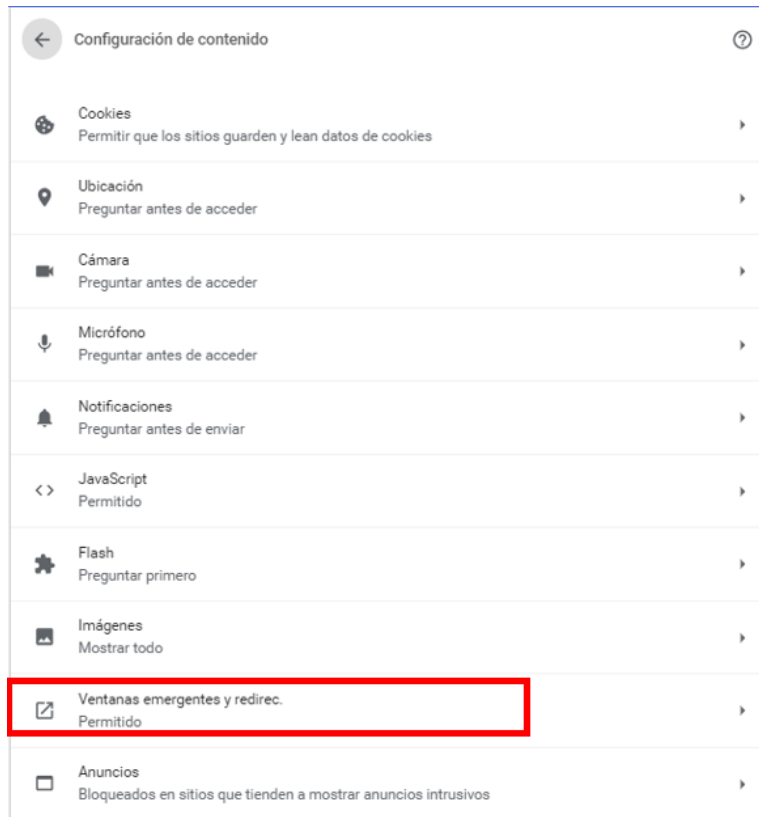 Configuración de contenido
Cookies
Permitir que los sitios guarden y lean datos de cookies
Ubicación
Preguntar antes de acceder
Cámara
Preguntar antes de acceder
Micrófono
Preguntar antes de acceder
Notificaciones
Preguntar antes de enviar
JavaScript
Permitido
Flash
Preguntar primero
Imágenes
Mostrar todo
Ventanas emergentes y redirec.
Permitido
Anuncios
Bloqueados en sitios que tienden a mostrar anuncios intrusivos